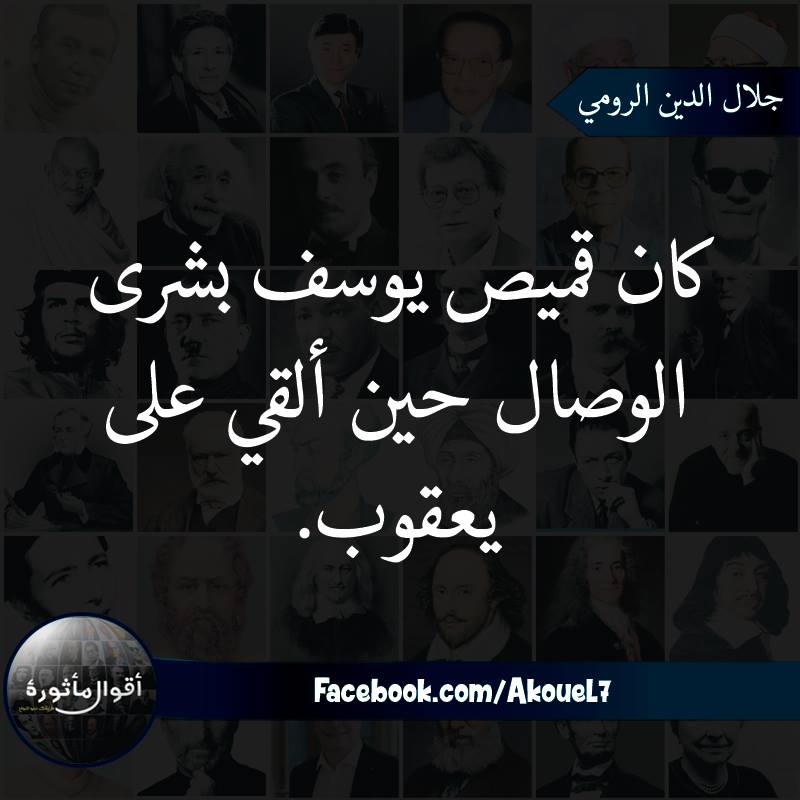 جلال الدين الرومي
كان قميص يوسف بشرى
الوصال حين ألقي على
يعقوب.
أقوال مأثورة
Facebook.com/AkoueL7